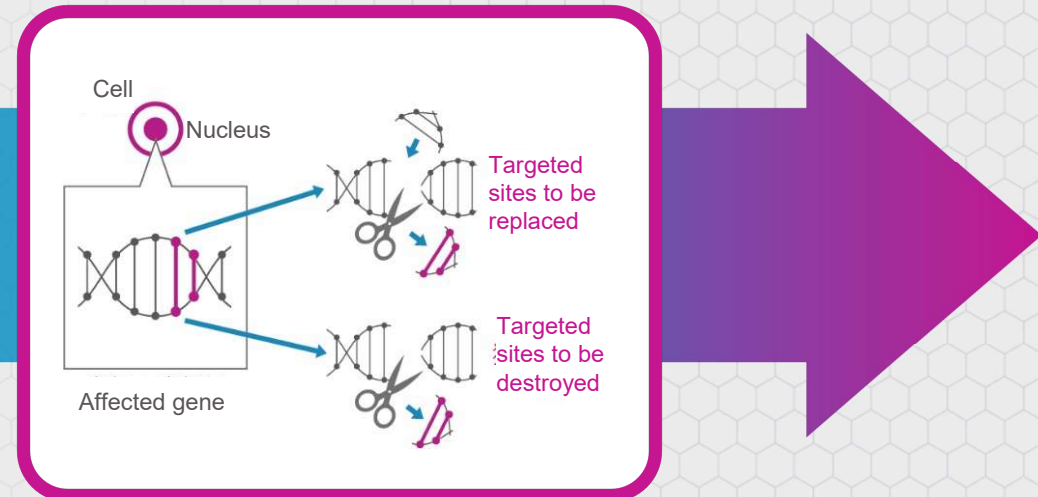 Cell
Nucleus
Targeted
sites to be
replaced
Targeted
sites to be
destroyed
Affected gene